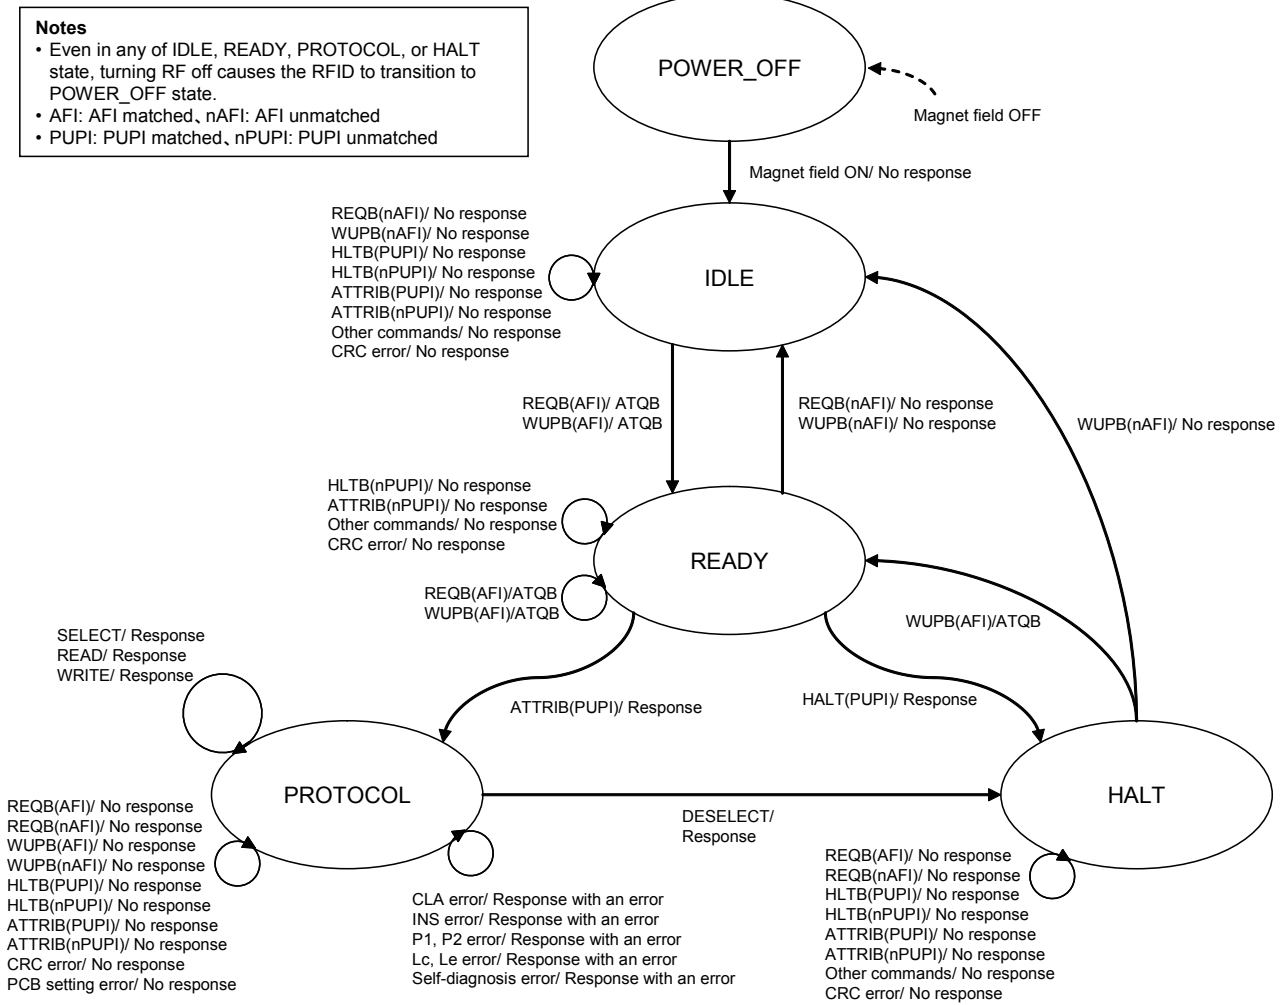 Notes
• Even in any of IDLE, READY, PROTOCOL, or HALT
state, turning RF off causes the RFID to transition to
POWER_OFF state.
• AFI: AFI matched、nAFI: AFI unmatched
• PUPI: PUPI matched、nPUPI: PUPI unmatched
POWER_OFF
Magnet field OFF
Magnet field ON/ No response
REQB(nAFI)/ No response
WUPB(nAFI)/ No response
HLTB(PUPI)/ No response
HLTB(nPUPI)/ No response
ATTRIB(PUPI)/ No response
ATTRIB(nPUPI)/ No response
Other commands/ No response
CRC error/ No response
IDLE
REQB(AFI)/ ATQB
WUPB(AFI)/ ATQB
REQB(nAFI)/ No response
WUPB(nAFI)/ No response
WUPB(nAFI)/ No response
HLTB(nPUPI)/ No response
ATTRIB(nPUPI)/ No response
Other commands/ No response
CRC error/ No response
READY
REQB(AFI)/ATQB
WUPB(AFI)/ATQB
WUPB(AFI)/ATQB
SELECT/ Response
READ/ Response
WRITE/ Response
ATTRIB(PUPI)/ Response
HALT(PUPI)/ Response
PROTOCOL
HALT
DESELECT/
Response
REQB(AFI)/ No response
REQB(nAFI)/ No response
WUPB(AFI)/ No response
WUPB(nAFI)/ No response
HLTB(PUPI)/ No response
HLTB(nPUPI)/ No response
ATTRIB(PUPI)/ No response
ATTRIB(nPUPI)/ No response
CRC error/ No response
PCB setting error/ No response
CLA error/ Response with an error
INS error/ Response with an error
P1, P2 error/ Response with an error
Lc, Le error/ Response with an error
Self-diagnosis error/ Response with an error
REQB(AFI)/ No response
REQB(nAFI)/ No response
HLTB(PUPI)/ No response
HLTB(nPUPI)/ No response
ATTRIB(PUPI)/ No response
ATTRIB(nPUPI)/ No response
Other commands/ No response
CRC error/ No response